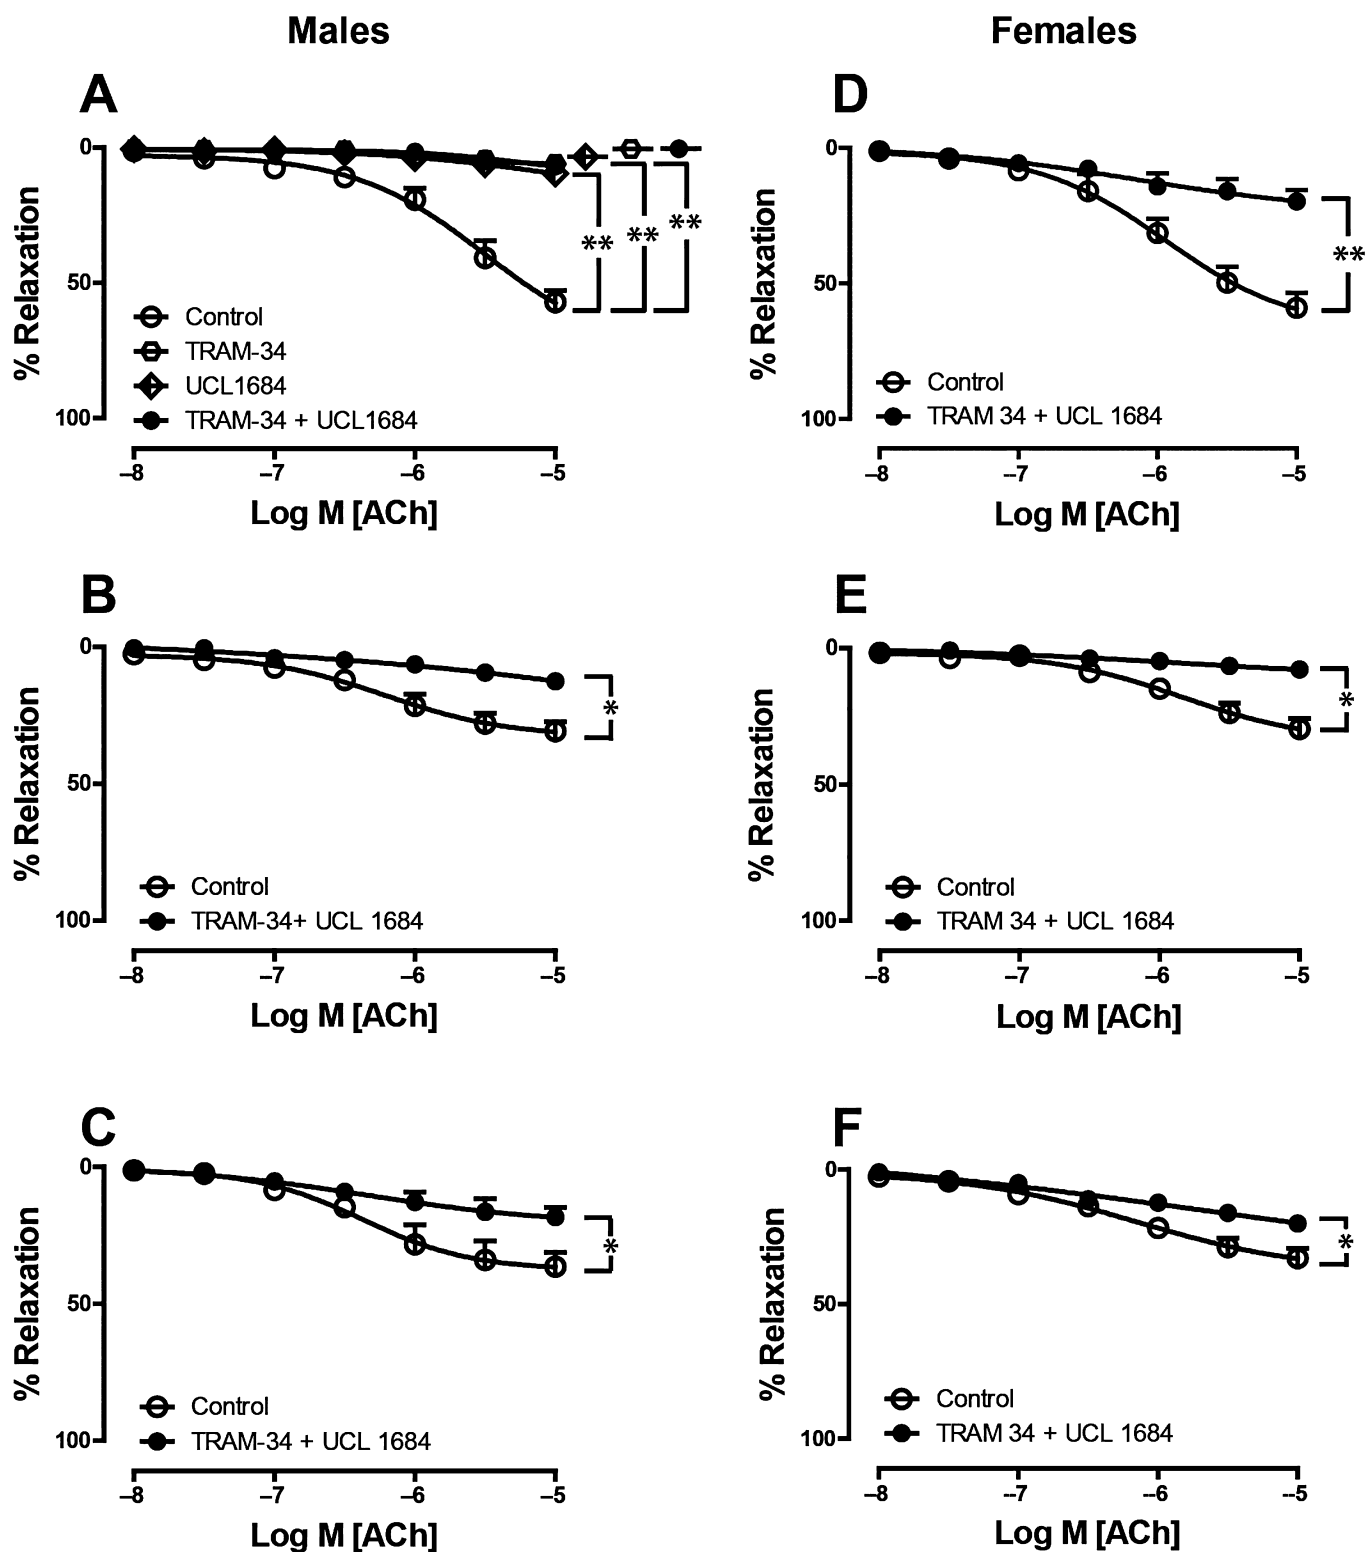 Males
Females
A
% Relaxation
0
50
100
** ** **
Control
TRAM-34
UCL1684
TRAM-34 + UCL1684
–8 –7 –6 –5
Log M [ACh]
D
% Relaxation
0
50
100
**
Control
TRAM 34 + UCL 1684
–8 –7 –6 –5
Log M [ACh]
B
% Relaxation
0
50
100
*
Control
TRAM-34+ UCL 1684
–8 –7 –6 –5
Log M [ACh]
E
% Relaxation
0
50
100
*
Control
TRAM 34 + UCL 1684
–8 –7 –6 –5
Log M [ACh]
C
% Relaxation
0
50
100
*
Control
TRAM-34 + UCL 1684
–8 –7 –6 –5
Log M [ACh]
F
% Relaxation
0
50
100
*
Control
TRAM 34 + UCL 1684
–8 --7 --6 --5
Log M [ACh]